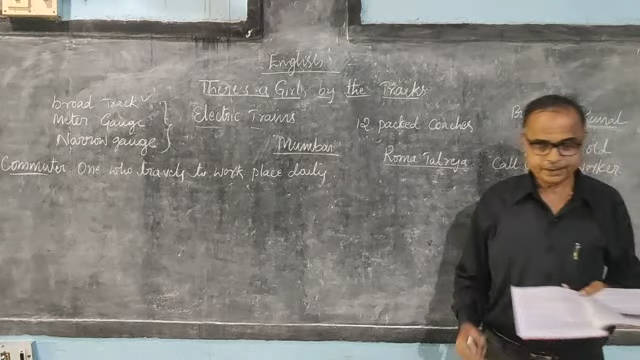 English
There's a Girl by the Tracks
broad Track
Meter Gauge
Narrow gauge
Electric Trains
12 packed Coaches
Mumbai
Roma Talreja
old
Call
Commuter, One who travels to work place daily